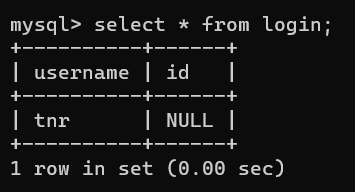 mysql> select * from login;
+----------+------+
| username | id   |
+----------+------+
| tnr      | NULL |
+----------+------+
1 row in set (0.00 sec)